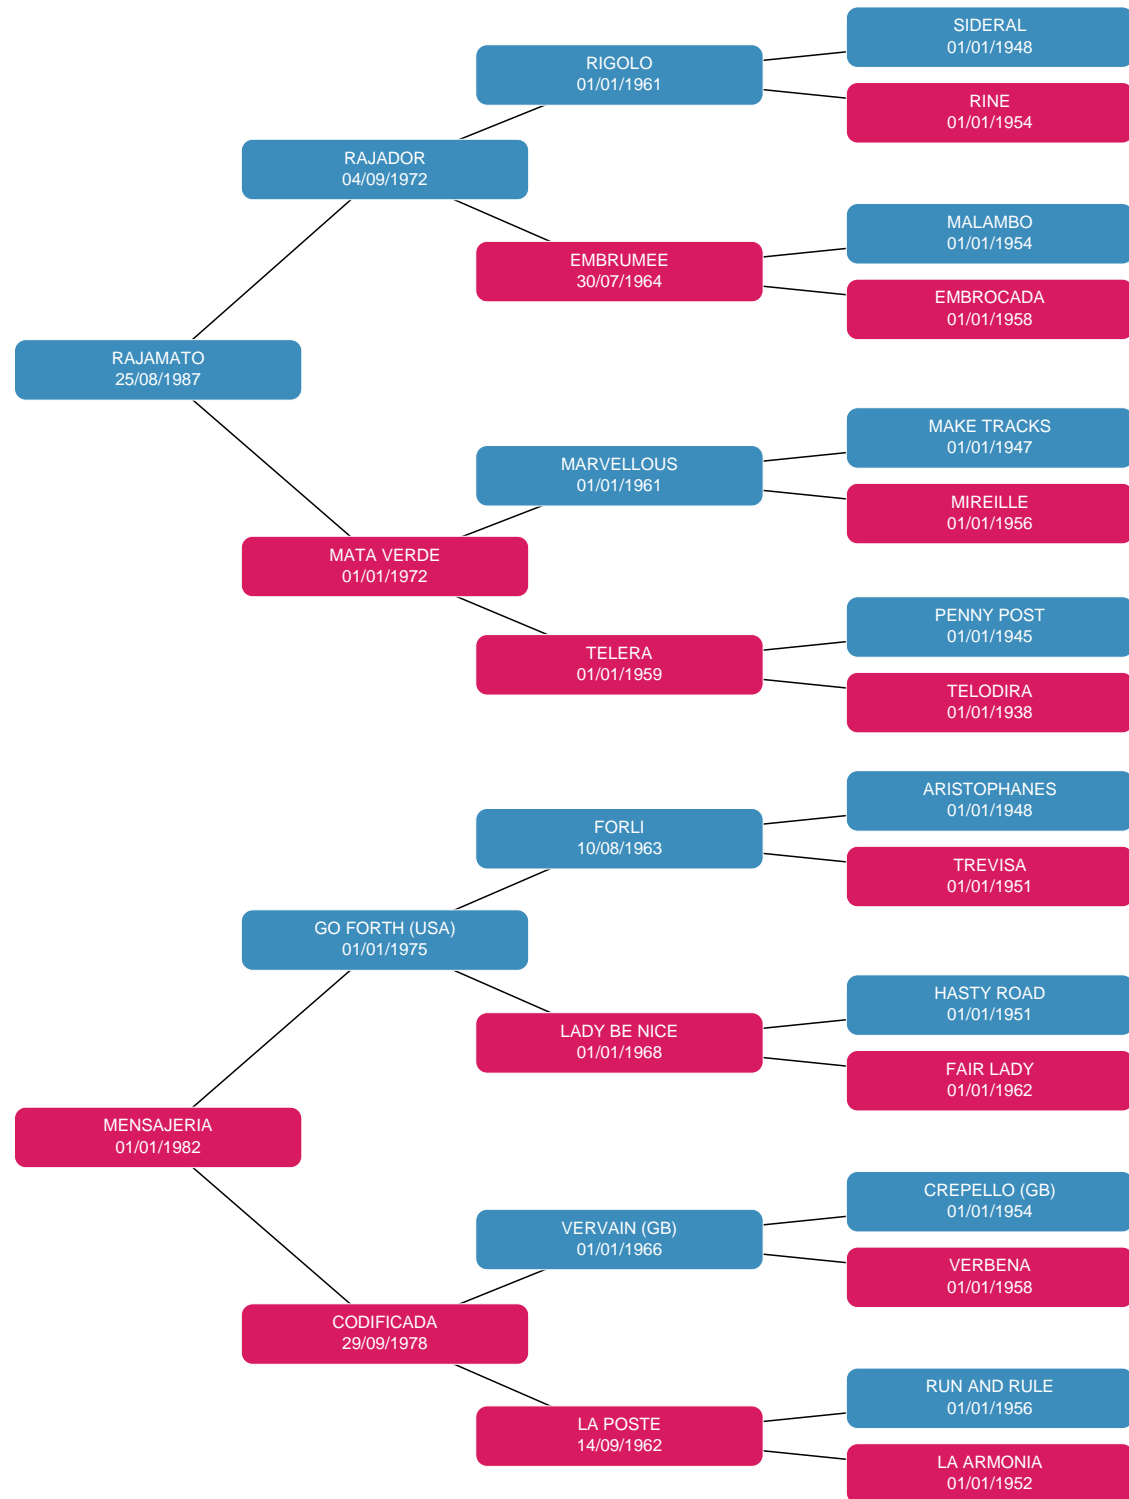 SIDERAL
01/01/1948
RIGOLO
01/01/1961
RINE
01/01/1954
RAJADOR
04/09/1972
MALAMBO
01/01/1954
EMBRUMEE
30/07/1964
EMBROCADA
01/01/1958
RAJAMATO
25/08/1987
MAKE TRACKS
01/01/1947
MARVELLOUS
01/01/1961
MIREILLE
01/01/1956
MATA VERDE
01/01/1972
PENNY POST
01/01/1945
TELERA
01/01/1959
TELODIRA
01/01/1938
ARISTOPHANES
01/01/1948
FORLI
10/08/1963
TREVISA
01/01/1951
GO FORTH (USA)
01/01/1975
HASTY ROAD
01/01/1951
LADY BE NICE
01/01/1968
FAIR LADY
01/01/1962
MENSAJERIA
01/01/1982
CREPELLO (GB)
01/01/1954
VERVAIN (GB)
01/01/1966
VERBENA
01/01/1958
CODIFICADA
29/09/1978
RUN AND RULE
01/01/1956
LA POSTE
14/09/1962
LA ARMONIA
01/01/1952